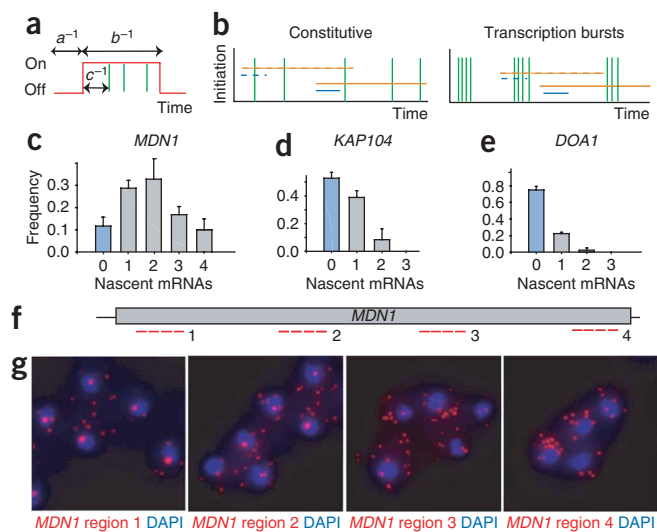 a
a⁻¹
b⁻¹
On
c⁻¹
Off
Time
b
Constitutive
Transcription bursts
Initiation
Time
Time
c
MDN1
Frequency
0.3
0.2
0.1
0.0
0 1 2 3 4
Nascent mRNAs
d
KAP104
0.4
0.2
0.0
0 1 2 3
Nascent mRNAs
e
DOA1
0.8
0.6
0.4
0.2
0.0
0 1 2 3
Nascent mRNAs
f
MDN1
1 2 3 4
g
MDN1 region 1 DAPI
MDN1 region 2 DAPI
MDN1 region 3 DAPI
MDN1 region 4 DAPI